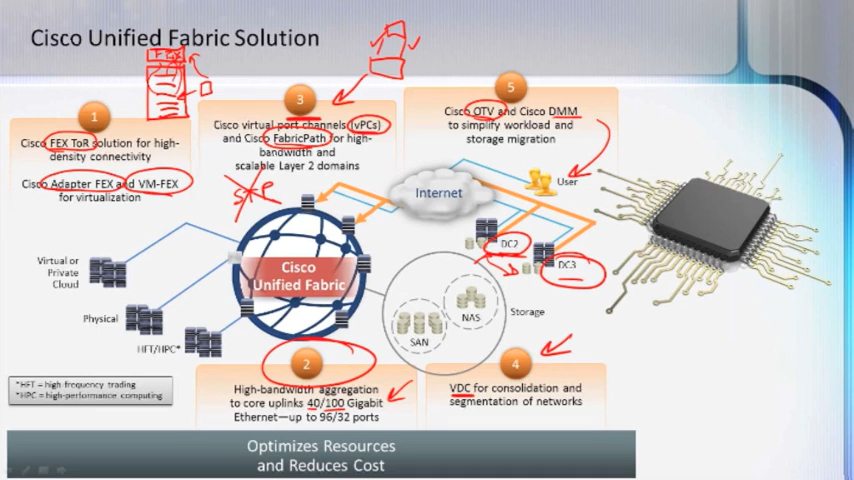 Cisco Unified Fabric Solution
FEX
1
Cisco FEX ToR solution for high-
density connectivity
Cisco Adapter FEX and VM-FEX
for virtualization
3
Cisco virtual port channels (vPCs)
and Cisco FabricPath for high-
bandwidth and
scalable Layer 2 domains
5
Cisco OTV and Cisco DMM
to simplify workload and
storage migration
STP
Internet
User
DC2
DC3
Virtual or
Private
Cloud
Physical
HFT/HPC*
Cisco
Unified Fabric
SAN
NAS
Storage
*HFT = high frequency trading
*HPC = high-performance computing
2
High-bandwidth aggregation
to core uplinks 40/100 Gigabit
Ethernet—up to 96/32 ports
4
VDC for consolidation and
segmentation of networks
Optimizes Resources
and Reduces Cost